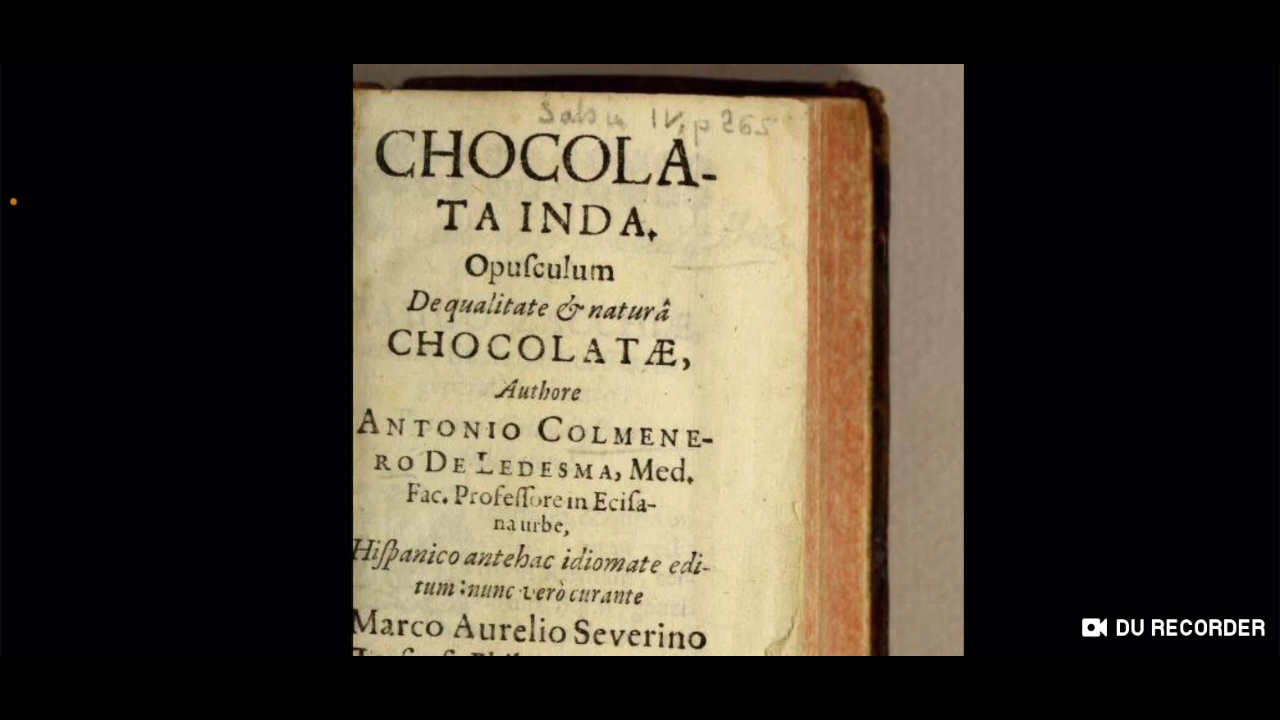 CHOCOLA-
TA INDA.
Opuſculum
De qualitate & naturâ
CHOCOLATÆ,
Authore
ANTONIO COLMENE-
RO DE LEDESMA, Med.
Fac. Profeſſore in Eciſa-
na urbe,
Hiſpanico antehac idiomate edi-
tum: nunc verò curante
Marco Aurelio Severino
DU RECORDER